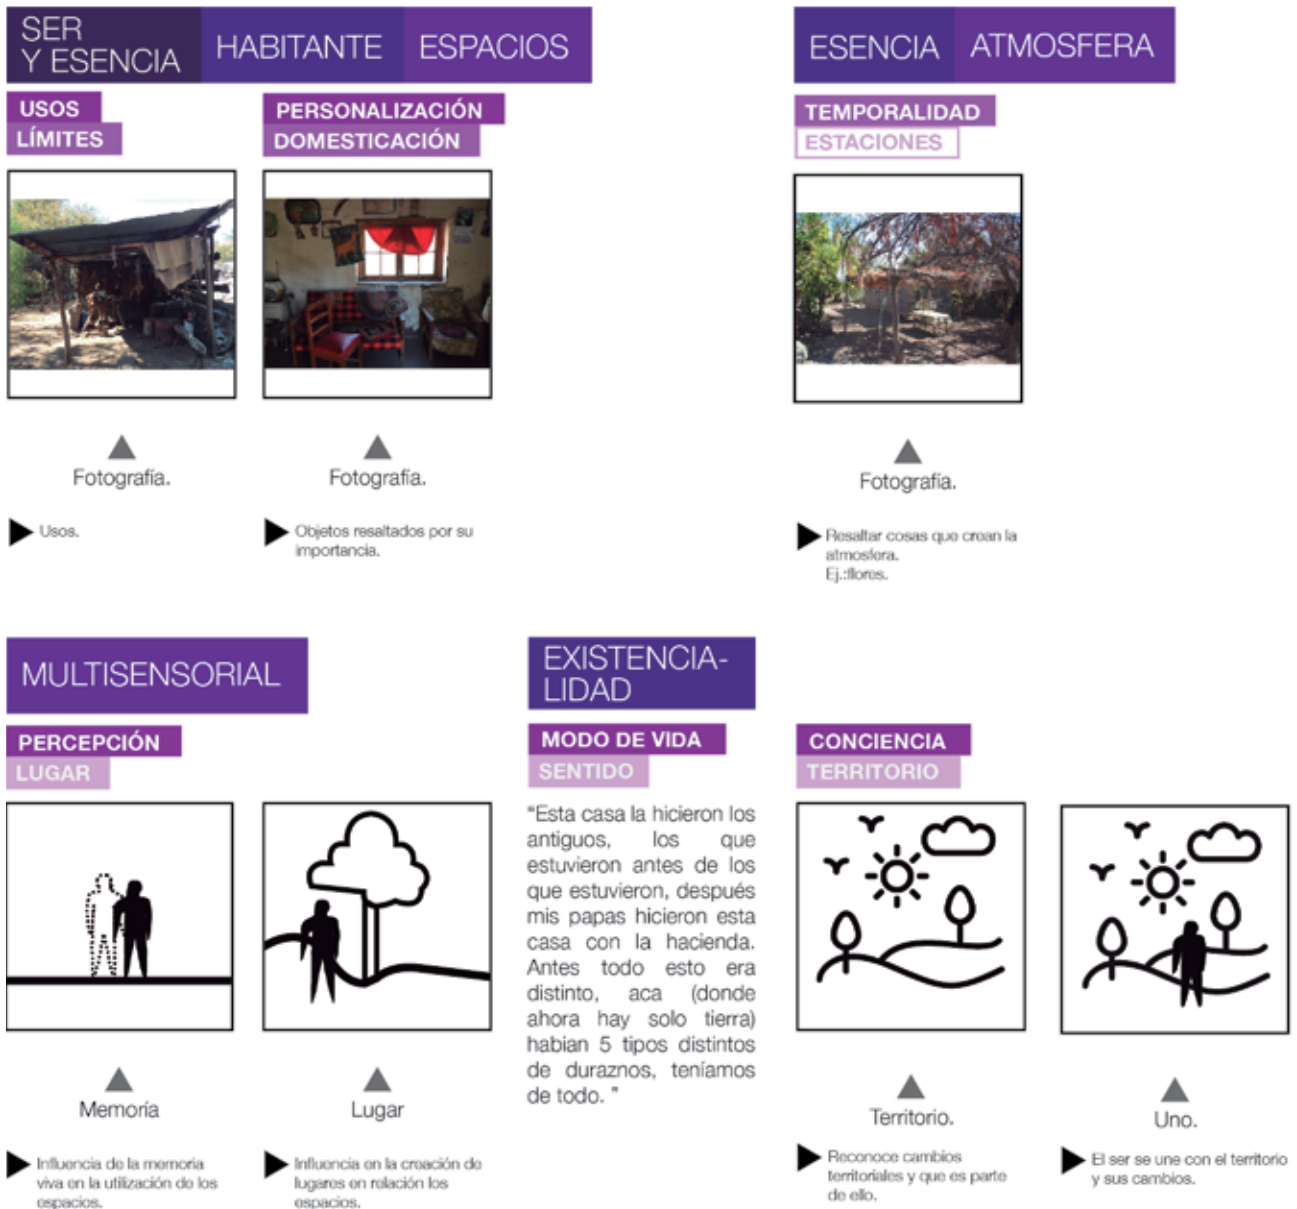 SER
Y ESENCIA
HABITANTE
ESPACIOS
USOS
LÍMITES
PERSONALIZACIÓN
DOMESTICACIÓN
Fotografía.
Usos.
Fotografía.
Objetos resaltados por su
importancia.
ESENCIA
ATMOSFERA
TEMPORALIDAD
ESTACIONES
Fotografía.
Resaltar cosas que crean la
atmosfera.
Ej.:flores.
MULTISENSORIAL
PERCEPCIÓN
LUGAR
Memoría
Influencia de la memoria
viva en la utilización de los
espacios.
Lugar
Influencia en la creación de
lugares en relación los
espacios.
EXISTENCIA-
LIDAD
MODO DE VIDA
SENTIDO
“Esta casa la hicieron los
antiguos, los que
estuvieron antes de los
que estuvieron, después
mis papas hicieron esta
casa con la hacienda.
Antes todo esto era
distinto, aca (donde
ahora hay solo tierra)
habian 5 tipos distintos
de duraznos, teníamos
de todo. ”
CONCIENCIA
TERRITORIO
Territorio.
Reconoce cambios
territoriales y que es parte
de ello.
Uno.
El ser se une con el territorio
y sus cambios.